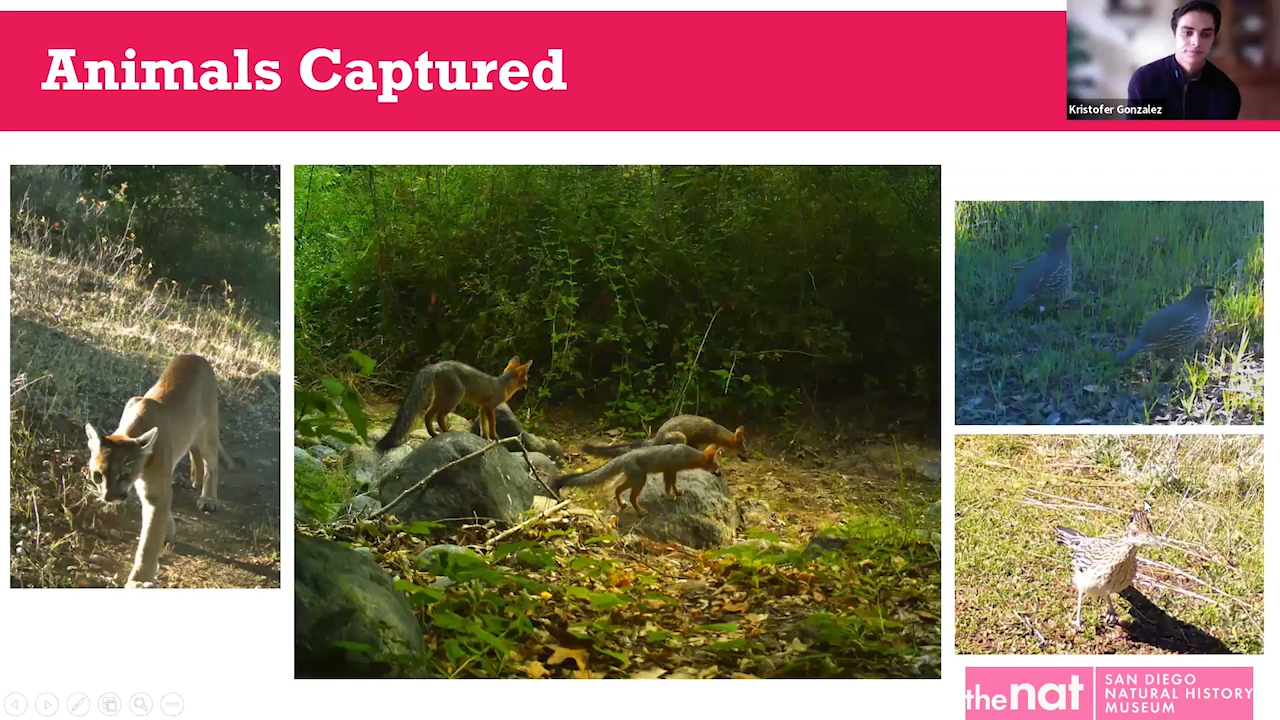 Animals Captured
Kristofer Gonzalez
thenat
SAN DIEGO
NATURAL HISTORY
MUSEUM